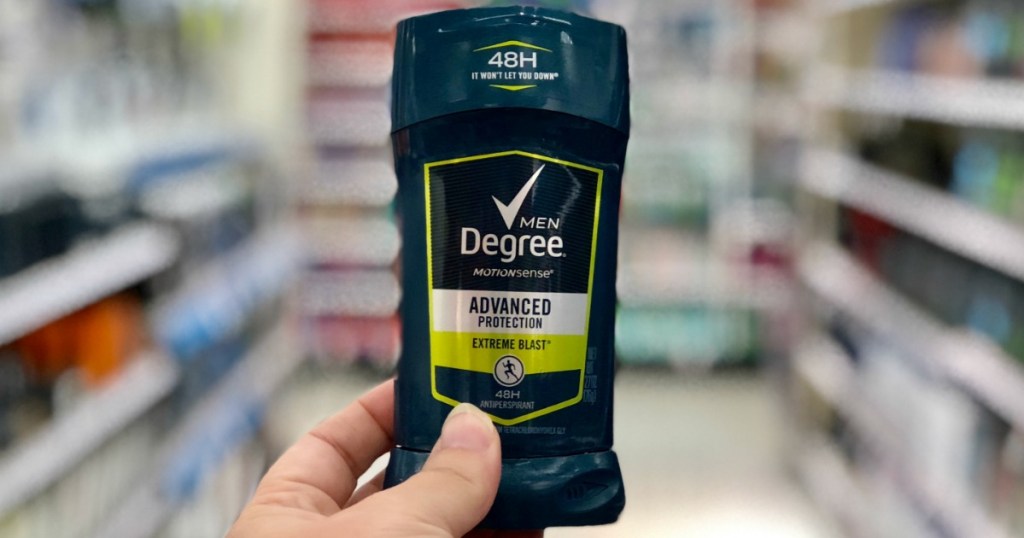 48H
IT WON'T LET YOU DOWN®
MEN
Degree®
MOTIONSENSE®
ADVANCED
PROTECTION
EXTREME BLAST®
48H
ANTIPERSPIRANT